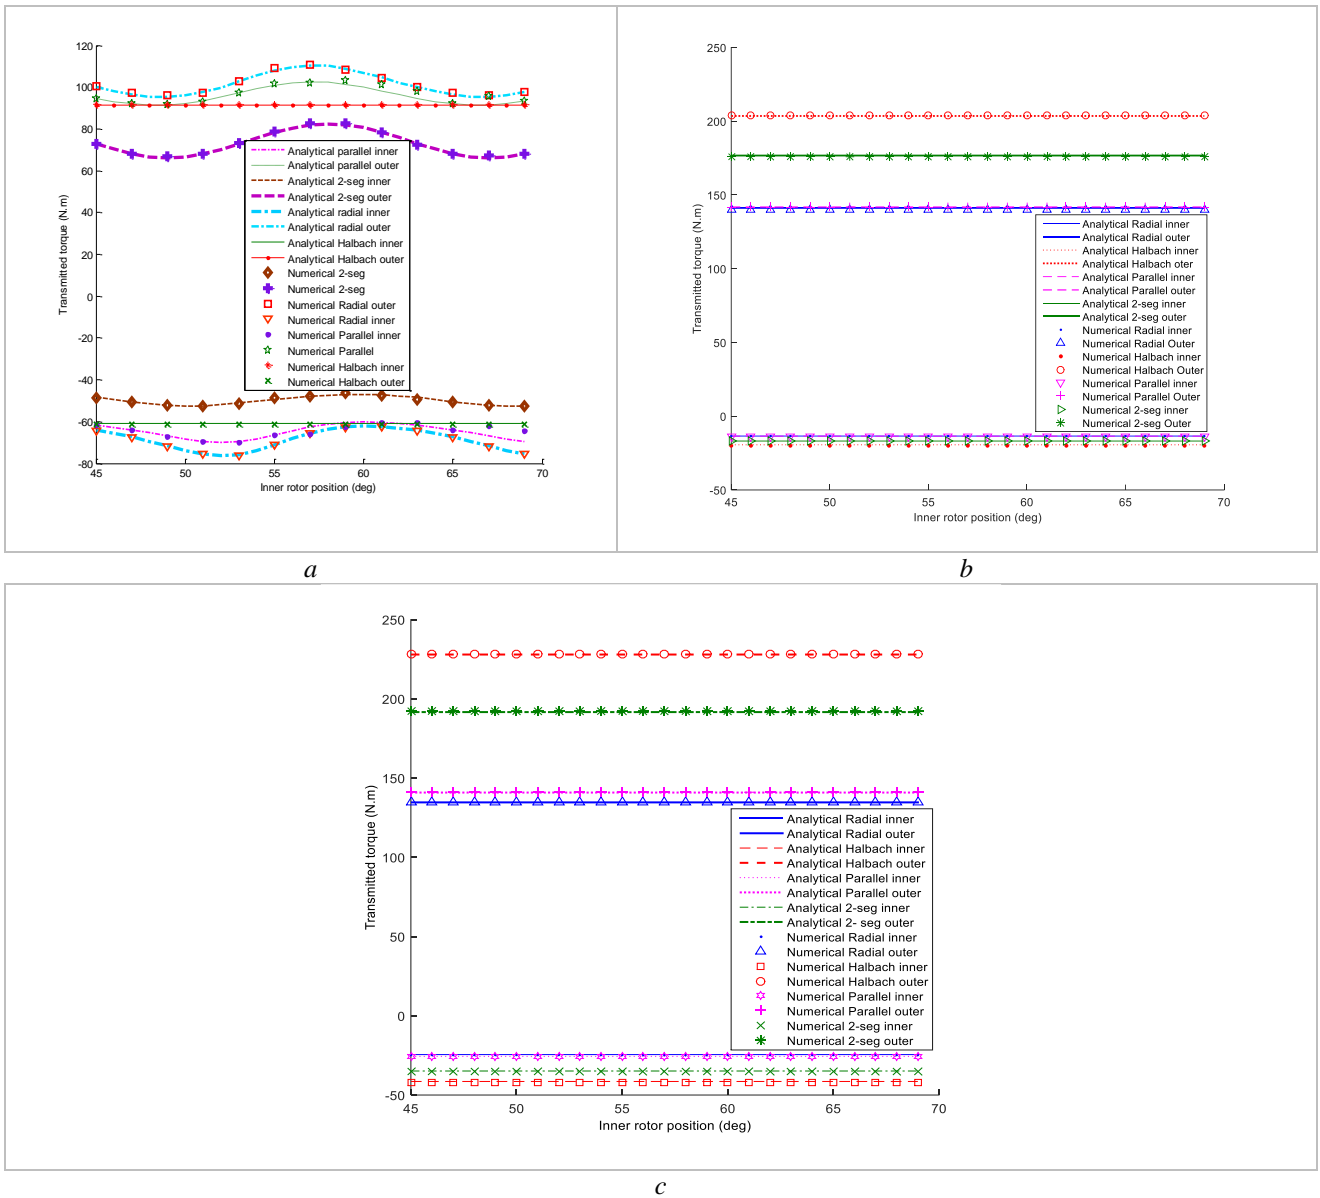 120
100
80
60
40
20
0
-20
-40
-60
-80
45
50
55
60
65
70
Transmitted torque (N.m)
Inner rotor position (deg)
Analytical parallel inner
Analytical parallel outer
Analytical 2-seg inner
Analytical 2-seg outer
Analytical radial inner
Analytical radial outer
Analytical Halbach inner
Analytical Halbach outer
Numerical 2-seg
Numerical 2-seg
Numerical Radial outer
Numerical Radial inner
Numerical Parallel inner
Numerical Parallel
Numerical Halbach inner
Numerical Halbach outer
a
250
200
150
100
50
0
-50
45
50
55
60
65
70
Transmitted torque (N.m)
Inner rotor position (deg)
Analytical Radial inner
Analytical Radial outer
Analytical Halbach inner
Analytical Halbach oter
Analytical Parallel inner
Analytical Parallel outer
Analytical 2-seg inner
Analytical 2-seg outer
Numerical Radial inner
Numerical Radial Outer
Numerical Halbach inner
Numerical Halbach Outer
Numerical Parallel inner
Numerical Parallel Outer
Numerical 2-seg inner
Numerical 2-seg Outer
b
250
200
150
100
50
0
-50
45
50
55
60
65
70
Transmitted torque (N.m)
Inner rotor position (deg)
Analytical Radial inner
Analytical Radial outer
Analytical Halbach inner
Analytical Halbach outer
Analytical Parallel inner
Analytical Parallel outer
Analytical 2-seg inner
Analytical 2- seg outer
Numerical Radial inner
Numerical Radial outer
Numerical Halbach inner
Numerical Halbach outer
Numerical Parallel inner
Numerical Parallel outer
Numerical 2-seg inner
Numerical 2-seg outer
c